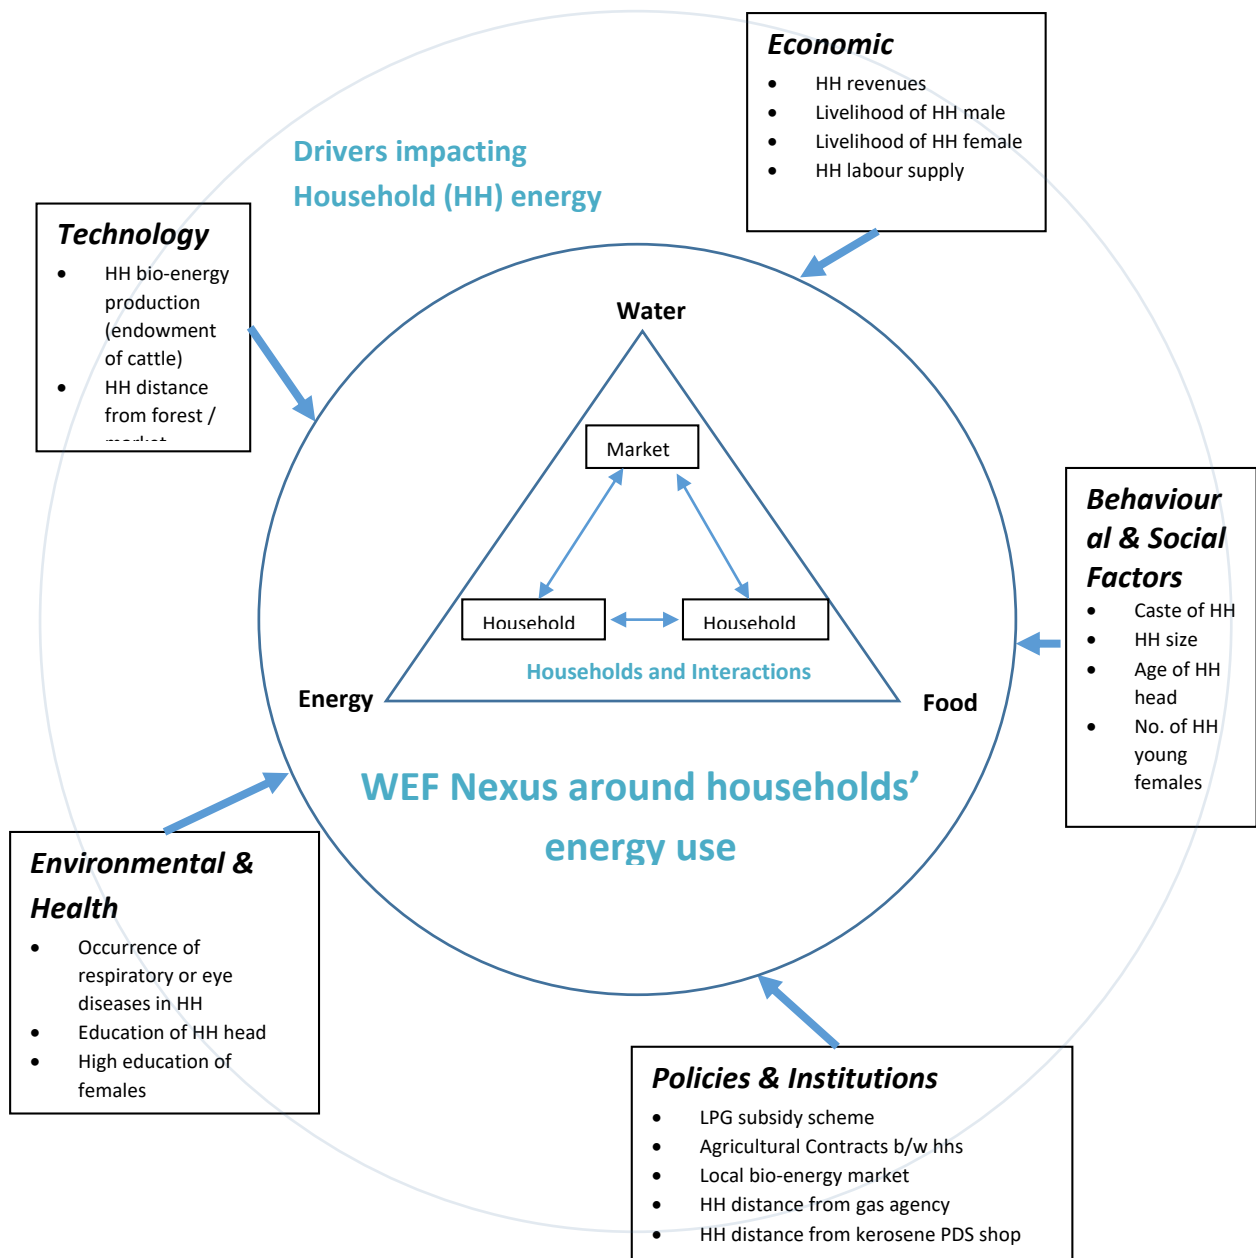 Economic
• HH revenues
• Livelihood of HH male
• Livelihood of HH female
• HH labour supply
Drivers impacting
Household (HH) energy
Technology
• HH bio-energy
production
(endowment
of cattle)
• HH distance
from forest /
market
Water
Market
Household
Household
Households and Interactions
Energy
Food
WEF Nexus around households’
energy use
Behaviour
al & Social
Factors
• Caste of HH
• HH size
• Age of HH
head
• No. of HH
young
females
Environmental &
Health
• Occurrence of
respiratory or eye
diseases in HH
• Education of HH head
• High education of
females
Policies & Institutions
• LPG subsidy scheme
• Agricultural Contracts b/w hhs
• Local bio-energy market
• HH distance from gas agency
• HH distance from kerosene PDS shop